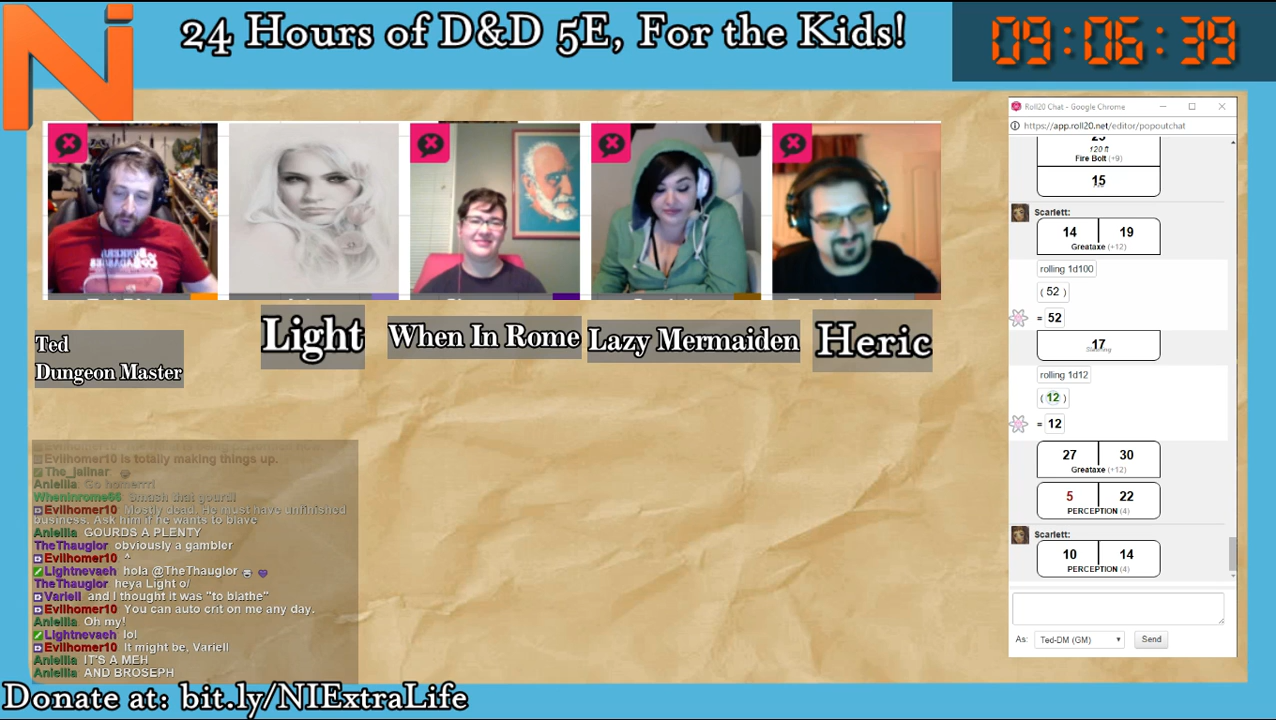 24 Hours of D&D 5E, For the Kids!
09:06:39
Ni
Ted
Dungeon Master
Light
When In Rome
Lazy Mermaiden
Heric
Evilhomer10 is totally making things up.
The_jalinar
Aniellia: Go homerrr!
WhenInrome66 Smash that gourd!
Evilhomer10 Mostly dead. He must have unfinished
business. Ask him if he wants to blave
Aniellia GOURDS A PLENTY
TheThauglor obviously a gambler
Evilhomer10 ^
Lightnevaeh hola @TheThauglor
TheThauglor heya Light o/
Variell and I thought it was "to blathe"
Evilhomer10 You can auto crit on me any day.
Aniellia Oh my!
Lightnevaeh lol
Evilhomer10 It might be, Variell
Aniellia IT'S A MEH
Aniellia AND BROSEPH
Donate at: bit.ly/NIExtraLife
Roll20 Chat - Google Chrome
https://app.roll20.net/editor/popoutchat
120 ft
Fire Bolt (+9)
15
Scarlett:
14 19
Greataxe (+12)
rolling 1d100
( 52 )
= 52
17
rolling 1d12
( 12 )
= 12
27 30
Greataxe (+12)
5 22
PERCEPTION (4)
Scarlett:
10 14
PERCEPTION (4)
As: Ted-DM (GM) Send